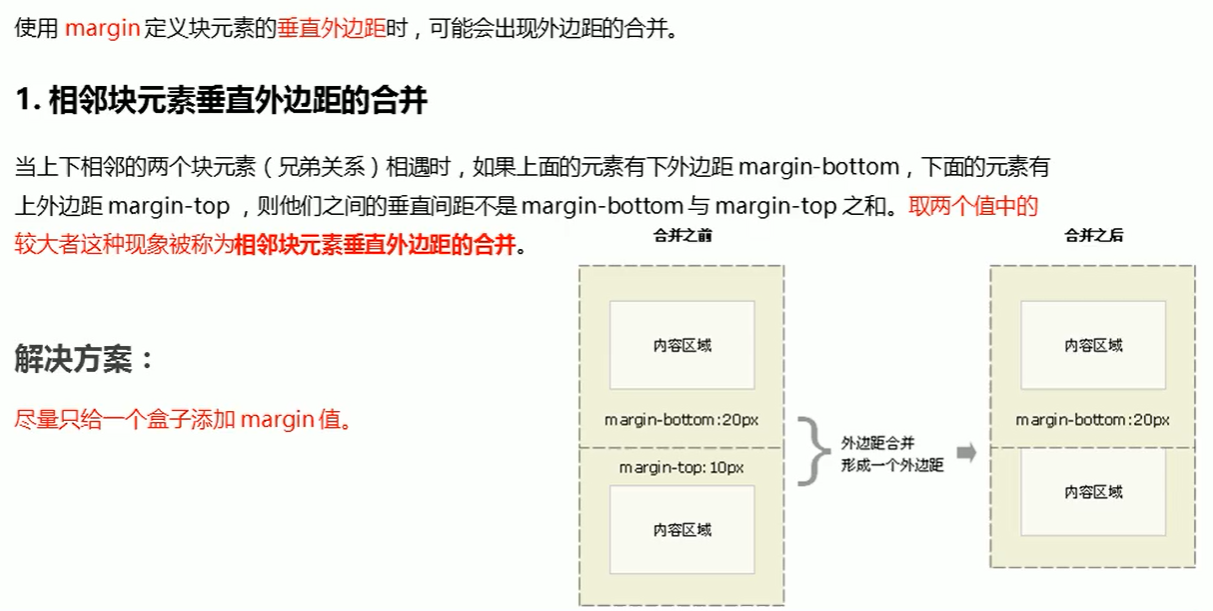 使用 margin 定义块元素的垂直外边距时，可能会出现外边距的合并。
1. 相邻块元素垂直外边距的合并
当上下相邻的两个块元素（兄弟关系）相遇时，如果上面的元素有下外边距 margin-bottom，下面的元素有
上外边距 margin-top ，则他们之间的垂直间距不是 margin-bottom 与 margin-top 之和。取两个值中的
较大者这种现象被称为相邻块元素垂直外边距的合并。
解决方案：
尽量只给一个盒子添加 margin 值。
合并之前
内容区域
margin-bottom:20px
margin-top:10px
内容区域
外边距合并
形成一个外边距
合并之后
内容区域
margin-bottom:20px
内容区域